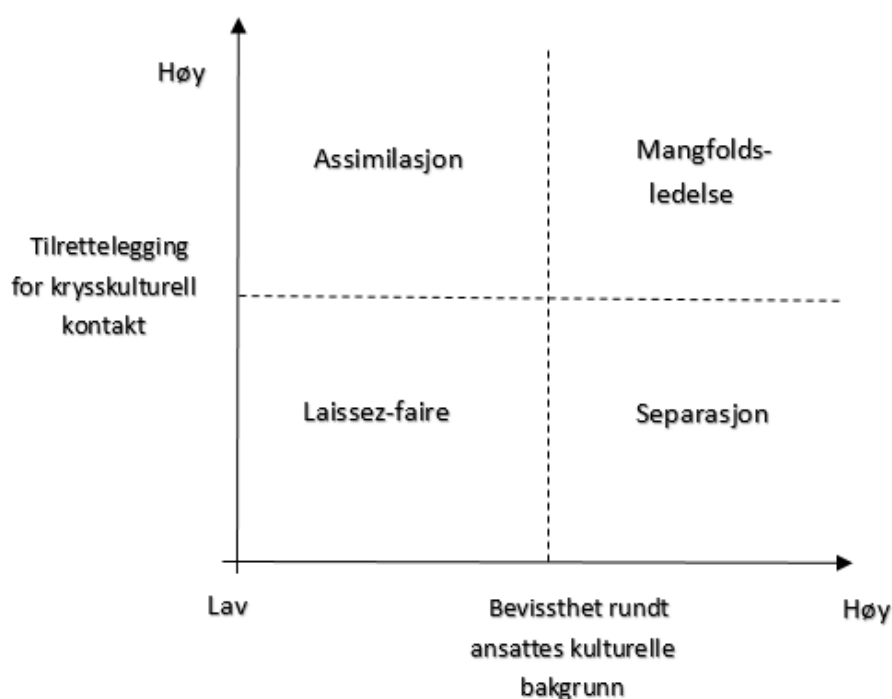 Høy
Assimilasjon
Mangfolds-
ledelse
Tilrettelegging
for krysskulturell
kontakt
Laissez-faire
Separasjon
Lav
Bevissthet rundt
ansattes kulturelle
bakgrunn
Høy